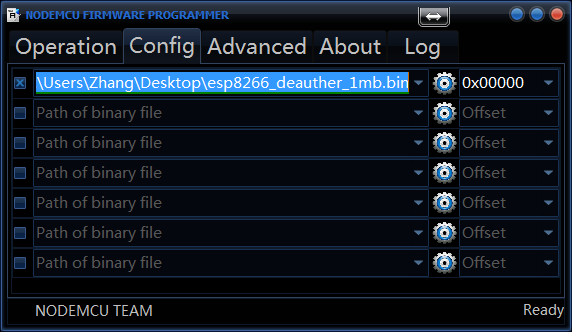 NODEMCU FIRMWARE PROGRAMMER
Operation Config Advanced About Log
\Users\Zhang\Desktop\esp8266_deauther_1mb.bin 0x00000
Path of binary file Offset
Path of binary file Offset
Path of binary file Offset
Path of binary file Offset
Path of binary file Offset
Path of binary file Offset
NODEMCU TEAM Ready